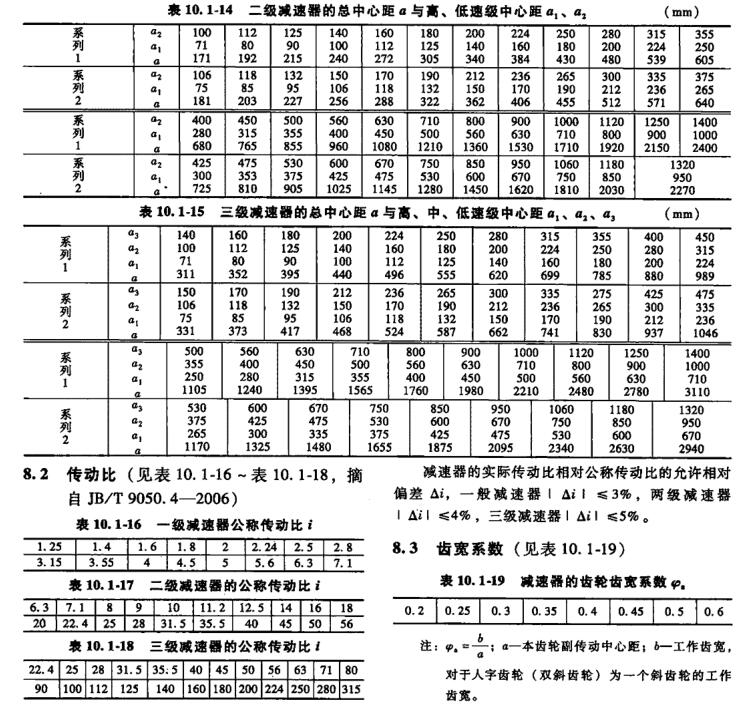 表 10.1-14 二级减速器的总中心距 a 与高、低速级中心距 a₁、a₂ (mm)
系列1 a₂ 100 112 125 140 160 180 200 224 250 280 315 355
a₁ 71 80 90 100 112 125 140 160 180 200 224 250
a 171 192 215 240 272 305 340 384 430 480 539 605
系列2 a₂ 106 118 132 150 170 190 212 236 265 300 335 375
a₁ 75 85 95 106 118 132 150 170 190 212 236 265
a 181 203 227 256 288 322 362 406 455 512 571 640
系列1 a₂ 400 450 500 560 630 710 800 900 1000 1120 1250 1400
a₁ 280 315 355 400 450 500 560 630 710 800 900 1000
a 680 765 855 960 1080 1210 1360 1530 1710 1920 2150 2400
系列2 a₂ 425 475 530 600 670 750 850 950 1060 1180 1320
a₁ 300 353 375 425 475 530 600 670 750 850 950
a 725 810 905 1025 1145 1280 1450 1620 1810 2030 2270
表 10.1-15 三级减速器的总中心距 a 与高、中、低速级中心距 a₁、a₂、a₃ (mm)
系列1 a₃ 140 160 180 200 224 250 280 315 355 400 450
a₂ 100 112 125 140 160 180 200 224 250 280 315
a₁ 71 80 90 100 112 125 140 160 180 200 224
a 311 352 395 440 496 555 620 699 785 880 989
系列2 a₃ 150 170 190 212 236 265 300 335 275 425 475
a₂ 106 118 132 150 170 190 212 236 265 300 335
a₁ 75 85 95 106 118 132 150 170 190 212 236
a 331 373 417 468 524 587 662 741 830 937 1046
系列1 a₃ 500 560 630 710 800 900 1000 1120 1250 1400
a₂ 355 400 450 500 560 630 710 800 900 1000
a₁ 250 280 315 355 400 450 500 560 630 710
a 1105 1240 1395 1565 1760 1980 2210 2480 2780 3110
系列2 a₃ 530 600 670 750 850 950 1060 1180 1320
a₂ 375 425 475 530 600 670 750 850 950
a₁ 265 300 335 375 425 475 530 600 670
a 1170 1325 1480 1655 1875 2095 2340 2630 2940
8.2 传动比(见表 10.1-16 ~ 表 10.1-18，摘
自 JB/T 9050.4—2006)
表 10.1-16 一级减速器公称传动比 i
1.25 1.4 1.6 1.8 2 2.24 2.5 2.8
3.15 3.55 4 4.5 5 5.6 6.3 7.1
表 10.1-17 二级减速器的公称传动比 i
6.3 7.1 8 9 10 11.2 12.5 14 16 18
20 22.4 25 28 31.5 35.5 40 45 50 56
表 10.1-18 三级减速器的公称传动比 i
22.4 25 28 31.5 35.5 40 45 50 56 63 71 80
90 100 112 125 140 160 180 200 224 250 280 315
减速器的实际传动比相对公称传动比的允许相对
偏差 Δi，一般减速器 | Δi | ≤3%，两级减速器
| Δi | ≤4%，三级减速器 | Δi | ≤5%。
8.3 齿宽系数(见表 10.1-19)
表 10.1-19 减速器的齿轮齿宽系数 φₐ
0.2 0.25 0.3 0.35 0.4 0.45 0.5 0.6
注：φₐ=b/a；a—本齿轮副传动中心距；b—工作齿宽，
对于人字齿轮（双斜齿轮）为一个斜齿轮的工作
齿宽。